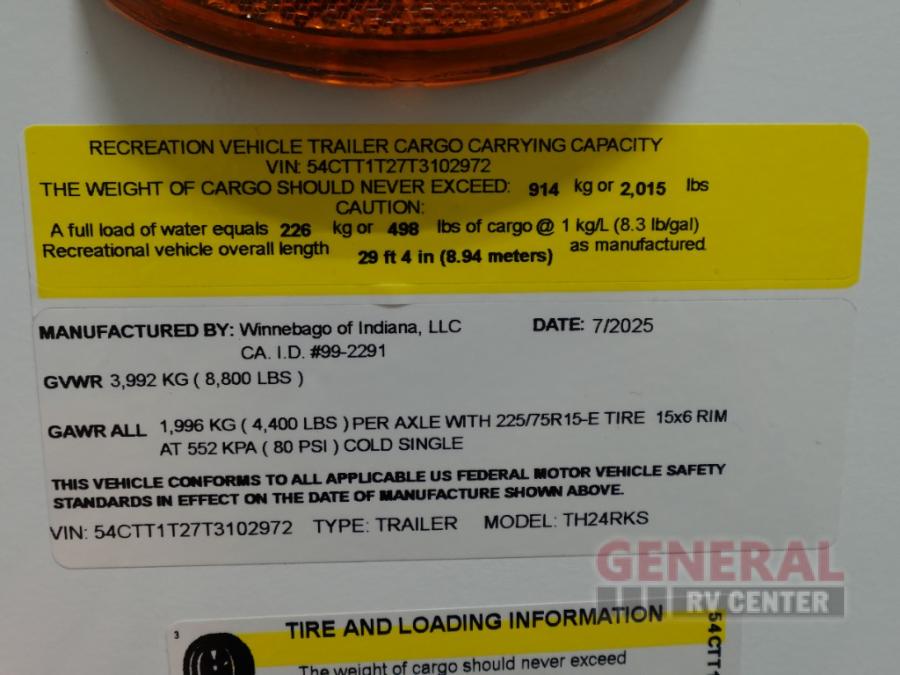 RECREATION VEHICLE TRAILER CARGO CARRYING CAPACITY
VIN: 54CTT1T27T3102972
THE WEIGHT OF CARGO SHOULD NEVER EXCEED: 914 kg or 2,015 lbs
CAUTION:
A full load of water equals 226 kg or 498 lbs of cargo @ 1 kg/L (8.3 lb/gal)
Recreational vehicle overall length 29 ft 4 in (8.94 meters) as manufactured
MANUFACTURED BY: Winnebago of Indiana, LLC DATE: 7/2025
CA. I.D. #99-2291
GVWR 3,992 KG ( 8,800 LBS )
GAWR ALL 1,996 KG ( 4,400 LBS ) PER AXLE WITH 225/75R15-E TIRE 15x6 RIM
AT 552 KPA ( 80 PSI ) COLD SINGLE
THIS VEHICLE CONFORMS TO ALL APPLICABLE US FEDERAL MOTOR VEHICLE SAFETY
STANDARDS IN EFFECT ON THE DATE OF MANUFACTURE SHOWN ABOVE.
VIN: 54CTT1T27T3102972 TYPE: TRAILER MODEL: TH24RKS
GENERAL
RV CENTER
3
TIRE AND LOADING INFORMATION
The weight of cargo should never exceed
54CTT